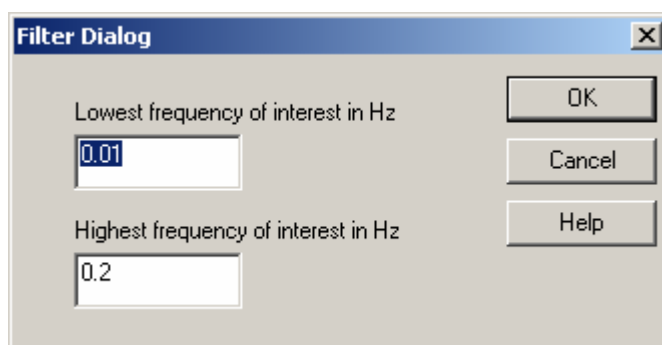 Filter Dialog
Lowest frequency of interest in Hz
0.01
Highest frequency of interest in Hz
0.2
OK
Cancel
Help